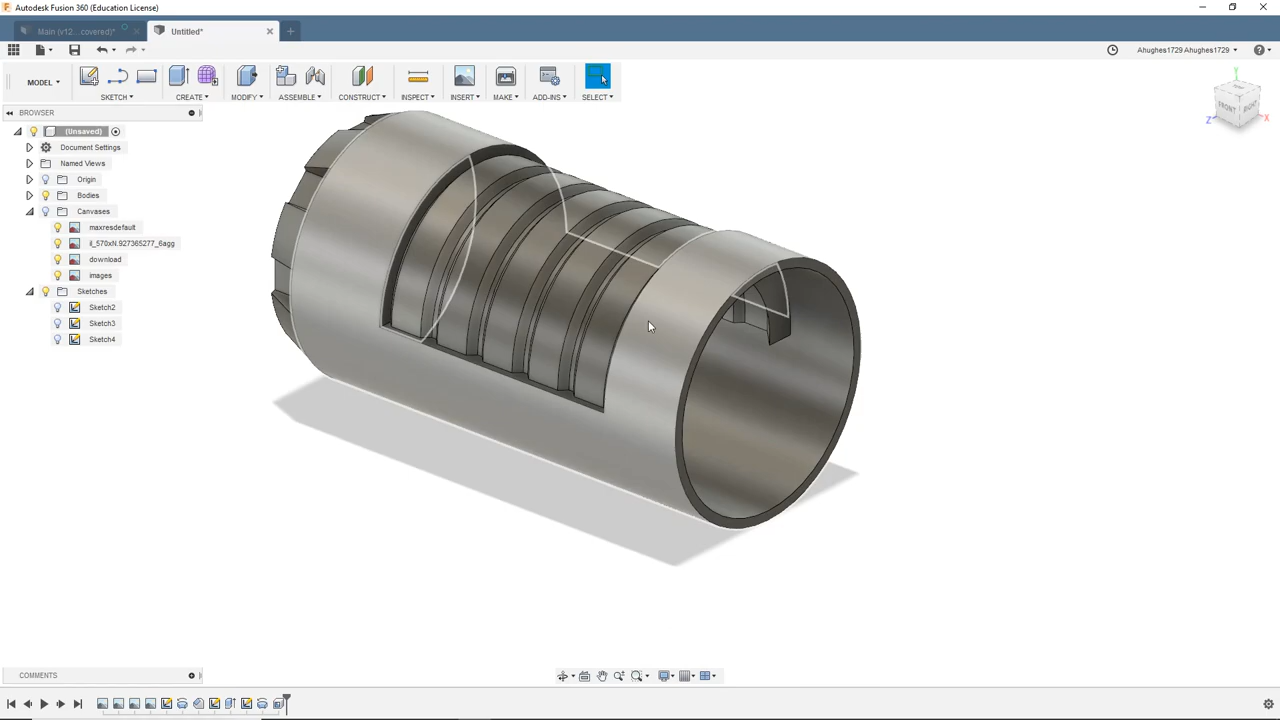 Autodesk Fusion 360 (Education License)
Main (v12...covered)*
Untitled*
Ahughes1729 Ahughes1729
MODEL
SKETCH
CREATE
MODIFY
ASSEMBLE
CONSTRUCT
INSPECT
INSERT
MAKE
ADD-INS
SELECT
BROWSER
(Unsaved)
Document Settings
Named Views
Origin
Bodies
Canvases
maxresdefault
il_570xN.927365277_6agg
download
images
Sketches
Sketch2
Sketch3
Sketch4
Y
FRONT
RIGHT
X
Z
COMMENTS